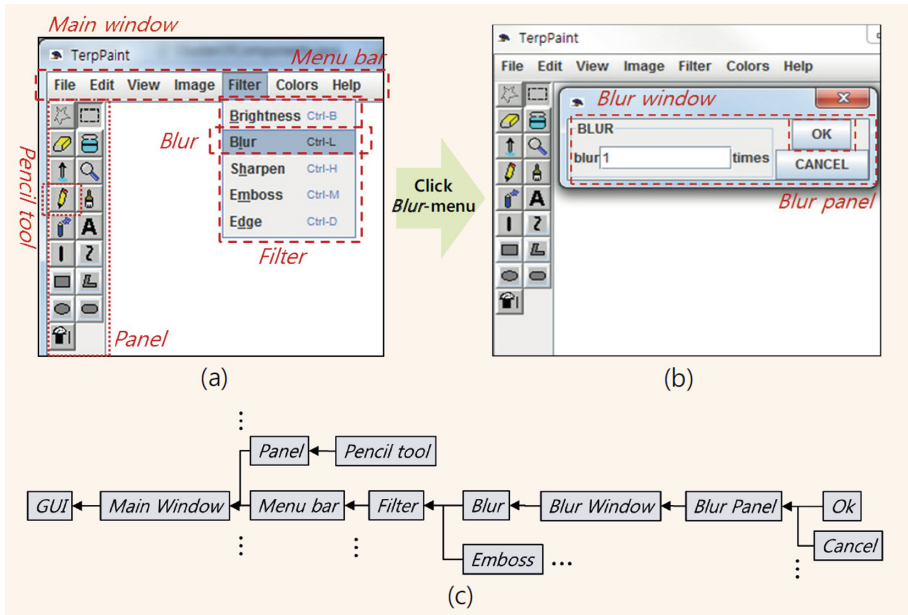 Main window
TerpPaint
Menu bar
File Edit View Image Filter Colors Help
Brightness Ctrl-B
Blur
Blur Ctrl-L
Sharpen Ctrl-H
Emboss Ctrl-M
Edge Ctrl-D
Filter
Pencil tool
A
Panel
(a)
Click
Blur-menu
TerpPaint
File Edit View Image Filter Colors Help
Blur window
BLUR
OK
blur 1 times
CANCEL
Blur panel
A
(b)
Panel Pencil tool
GUI Main Window Menu bar Filter Blur Blur Window Blur Panel Ok
Cancel
Emboss ...
(c)